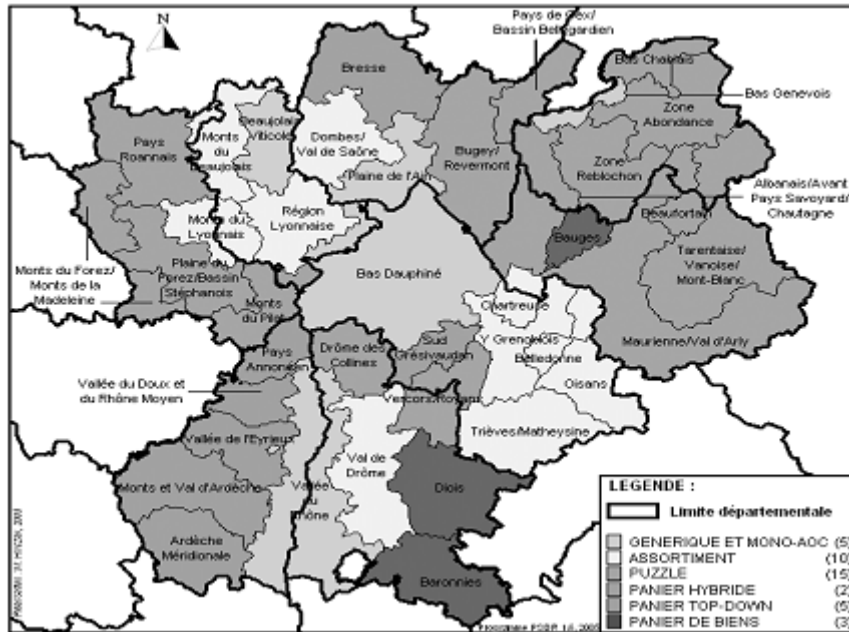 N
Pays de Gex/
Bassin Bellegardien
Bresse
Bas Chablais
Bas Genevois
Zone
Abondance
Beaujolais
Viticole
Monts
du
Beaujolais
Dombes/
Val de Saône
Pays
Roannais
Bugey/
Revermont
Plaine de l'Ain
Zone
Reblochon
Albanais/Avant
Pays Savoyard/
Chautagne
Monts du
Lyonnais
Région
Lyonnaise
Beaufortain
Bauges
Tarentaise/
Vanoise/
Mont-Blanc
Monts du Forez/
Monts de la
Madeleine
Plaine du
Forez/Bassin
Stéphanois
Bas Dauphiné
Monts
du Pilat
Chartreuse
Maurienne/Val d'Arly
Pays
Annonéen
Drôme des
Collines
Sud
Grésivaudan
Y Grenoblois
Belledonne
Oisans
Vallée du Doux et
du Rhône Moyen
Vercors/Royans
Trièves/Matheysine
Vallée de l'Eyrieux
Val de
Drôme
Diois
Monts et Val d'Ardèche
Vallée
du
Rhône
Ardèche
Méridionale
Baronnies
LEGENDE :
Limite départementale
GENERIQUE ET MONO-AOC (5)
ASSORTIMENT (10)
PUZZLE (15)
PANIER HYBRIDE (2)
PANIER TOP-DOWN (5)
PANIER DE BIENS (3)